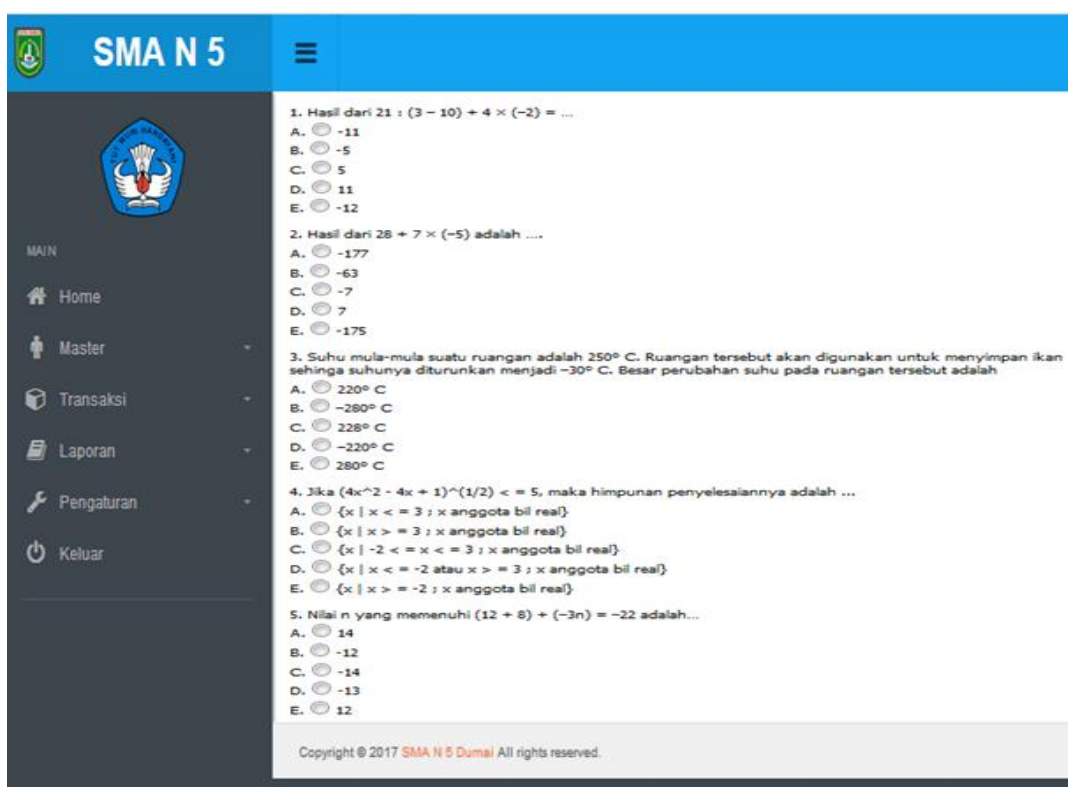 SMA N 5
TUT WURI HANDAYANI
MAIN
Home
Master
Transaksi
Laporan
Pengaturan
Keluar
1. Hasil dari 21 : (3 − 10) + 4 × (−2) = ...
A. -11
B. -5
C. 5
D. 11
E. -12
2. Hasil dari 28 + 7 × (−5) adalah ....
A. -177
B. -63
C. -7
D. 7
E. -175
3. Suhu mula-mula suatu ruangan adalah 250° C. Ruangan tersebut akan digunakan untuk menyimpan ikan
sehinga suhunya diturunkan menjadi −30° C. Besar perubahan suhu pada ruangan tersebut adalah
A. 220° C
B. −280° C
C. 228° C
D. −220° C
E. 280° C
4. Jika (4x^2 - 4x + 1)^(1/2) < = 5, maka himpunan penyelesaiannya adalah ...
A. {x | x < = 3 ; x anggota bil real}
B. {x | x > = 3 ; x anggota bil real}
C. {x | -2 < = x < = 3 ; x anggota bil real}
D. {x | x < = -2 atau x > = 3 ; x anggota bil real}
E. {x | x > = -2 ; x anggota bil real}
5. Nilai n yang memenuhi (12 + 8) + (−3n) = −22 adalah...
A. 14
B. -12
C. -14
D. -13
E. 12
Copyright © 2017 SMA N 5 Dumai All rights reserved.